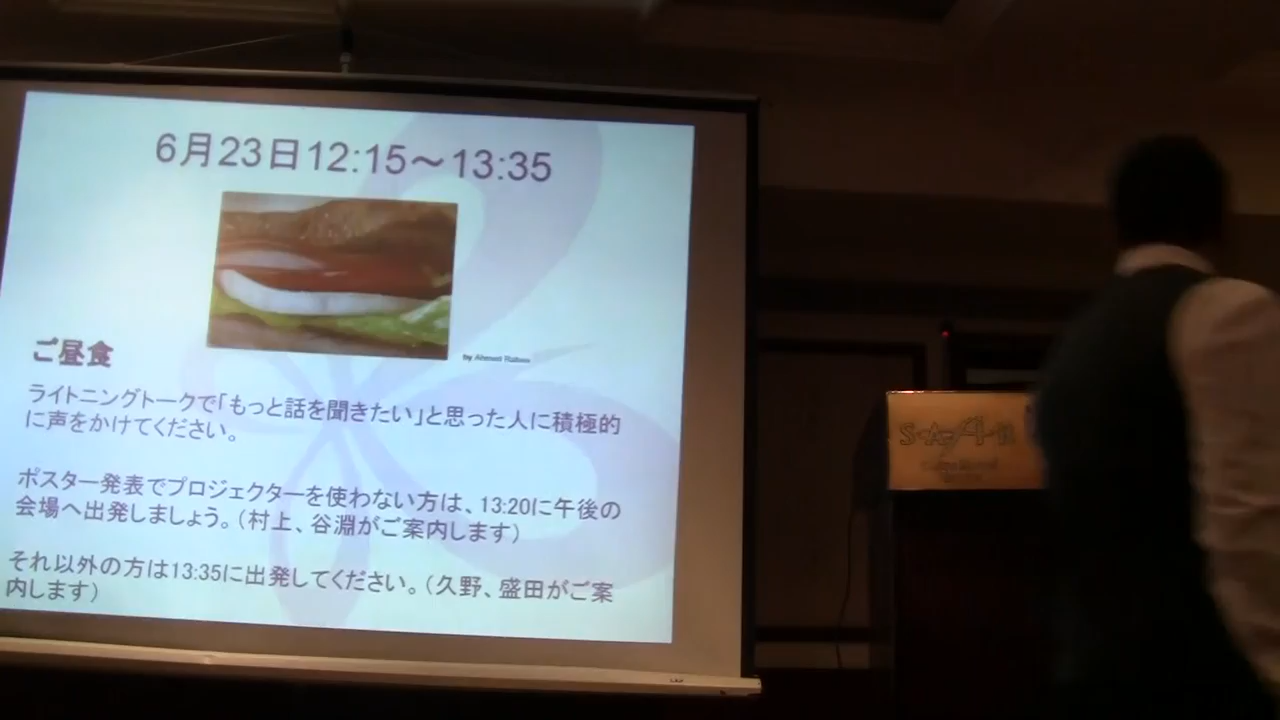 6月23日12:15～13:35
by Ahmed Rabea
ご昼食
ライトニングトークで「もっと話を聞きたい」と思った人に積極的
に声をかけてください。
ポスター発表でプロジェクターを使わない方は、13:20に午後の
会場へ出発しましょう。（村上、谷淵がご案内します）
それ以外の方は13:35に出発してください。（久野、盛田がご案
内します）